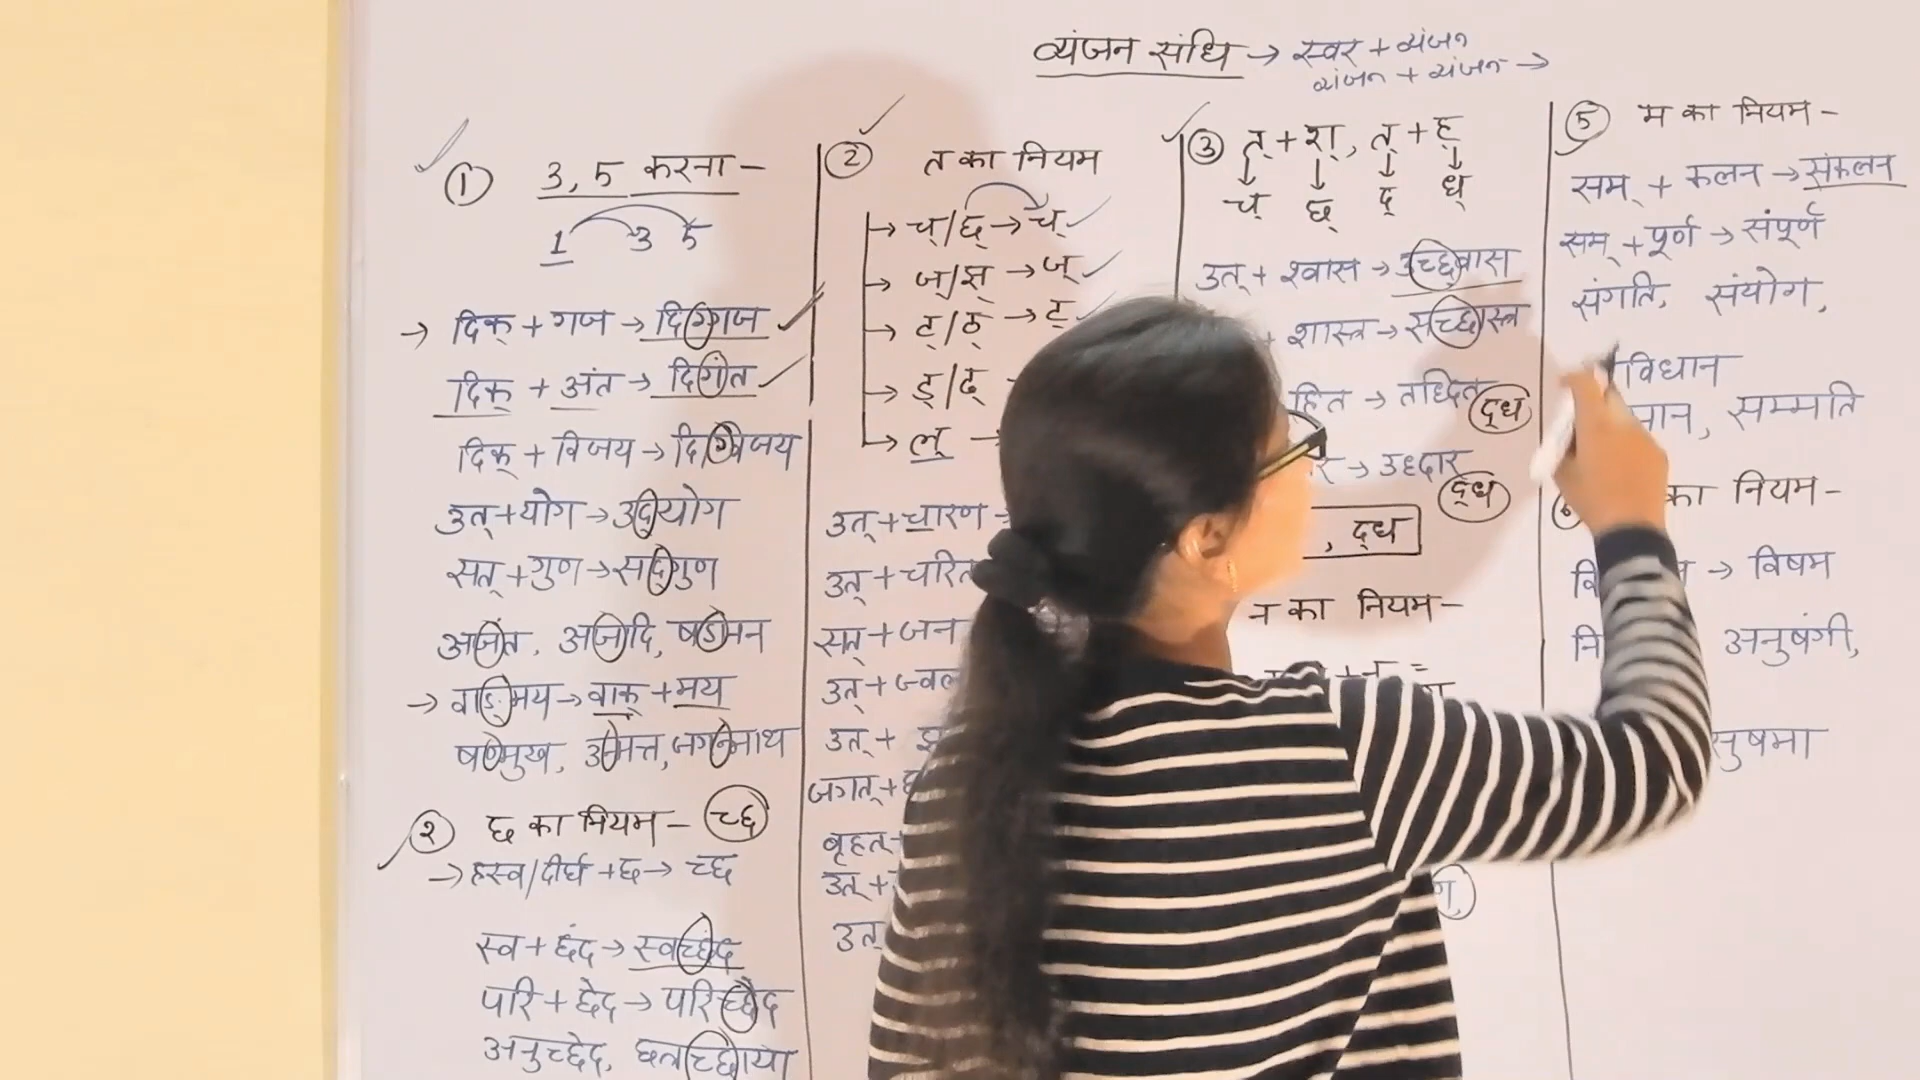 व्यंजन संधि → स्वर + व्यंजन
व्यंजन + व्यंजन →
① 3, 5 करना -
1 3 5
→ दिक् + गज → दिग्गज
दिक् + अंत → दिगंत
दिक् + विजय → दिग्विजय
उत् + योग → उद्योग
सत् + गुण → सद्गुण
अजंत, अजादि, षडानन
→ वाङ्मय → वाक् + मय
षण्मुख, उन्मत्त, जगन्नाथ
२ छ का नियम - च्छ
→ ह्रस्व/दीर्घ + छ → च्छ
स्व + छंद → स्वच्छंद
परि + छेद → परिच्छेद
अनुच्छेद, छत्रच्छाया
② त का नियम
→ च्/छ् → च्
→ ज्/झ् → ज्
→ ट्/ठ् → ट्
→ ड्/ढ्
→ ल् →
उत् + चारण →
उत् + चरित
सत् + जन
उत् +
उत् +
जगत् +
बृहत् +
उत् +
उत्
③ त् + श्, त् + ह्
च् छ् द् ध्
उत् + श्वास → उच्छ्वास
+ शास्त्र → सच्छास्त्र
हित → तद्धित द्ध
→ उद्धार द्ध
, द्ध
न का नियम -
⑤ म का नियम -
सम् + कलन → संकलन
सम् + पूर्ण → संपूर्ण
संगति, संयोग,
विधान
सम्मति
का नियम -
→ विषम
अनुषंगी,
सुषमा